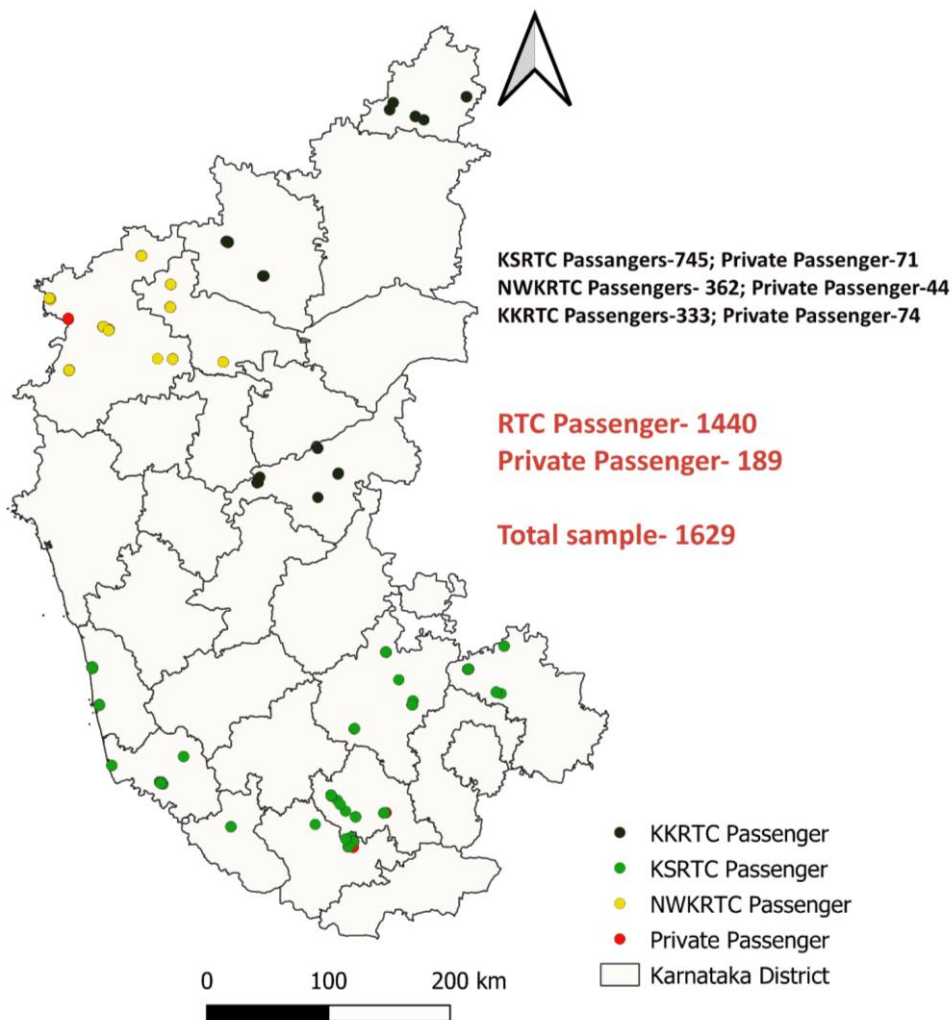 KSRTC Passangers-745; Private Passenger-71
NWKRTC Passengers- 362; Private Passenger-44
KKRTC Passengers-333; Private Passenger-74
RTC Passenger- 1440
Private Passenger- 189
Total sample- 1629
KKRTC Passenger
KSRTC Passenger
NWKRTC Passenger
Private Passenger
Karnataka District
0 100 200 km